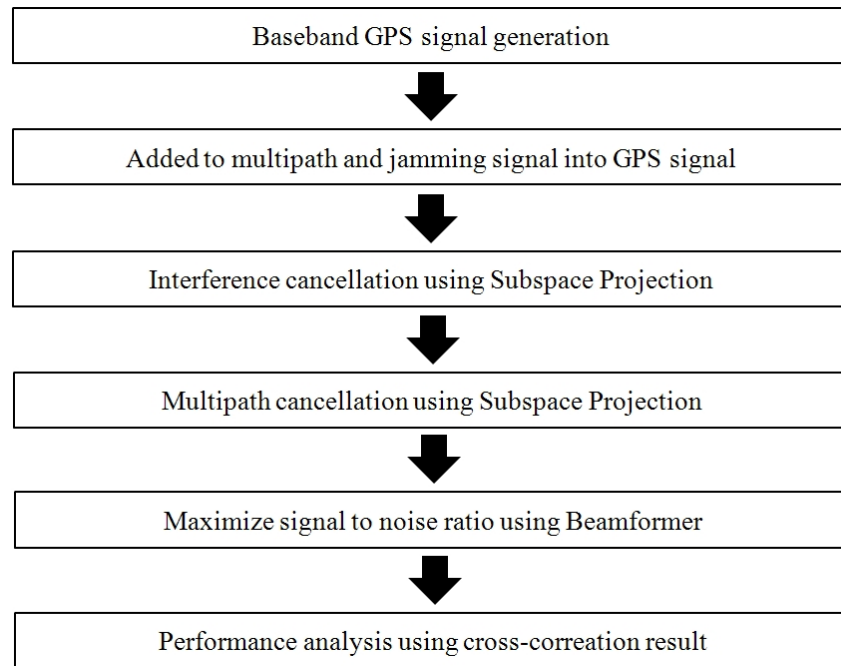 Baseband GPS signal generation
Added to multipath and jamming signal into GPS signal
Interference cancellation using Subspace Projection
Multipath cancellation using Subspace Projection
Maximize signal to noise ratio using Beamformer
Performance analysis using cross-correation result